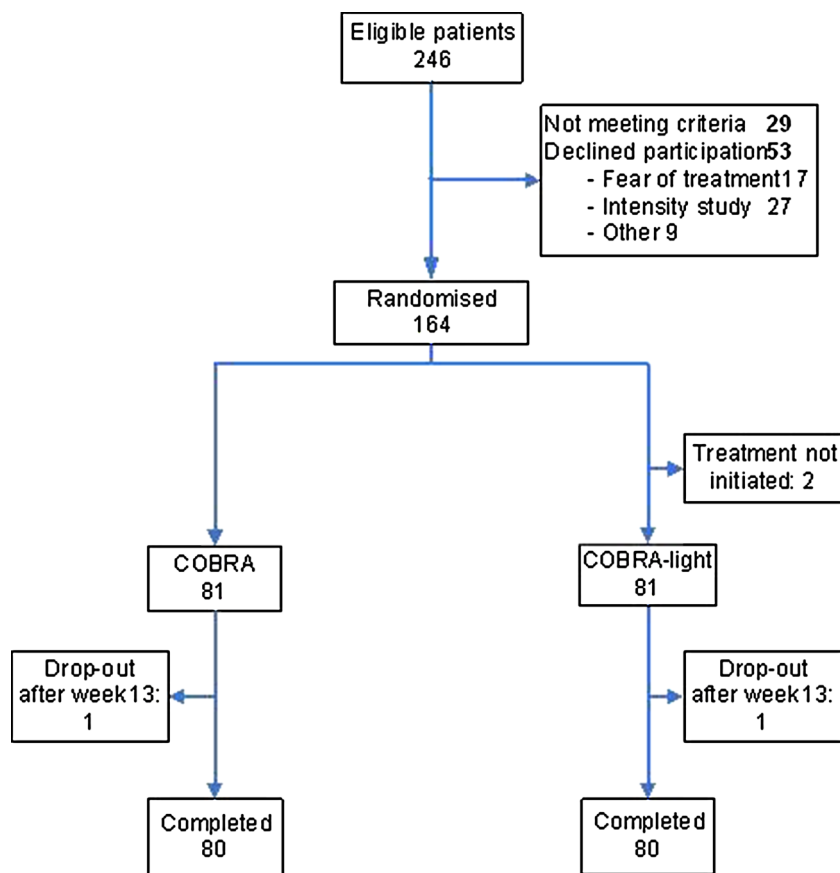 Eligible patients
246
Not meeting criteria 29
Declined participation53
- Fear of treatment17
- Intensity study 27
- Other 9
Randomised
164
Treatment not
initiated: 2
COBRA
81
COBRA-light
81
Drop-out
after week13:
1
Drop-out
after week13:
1
Completed
80
Completed
80